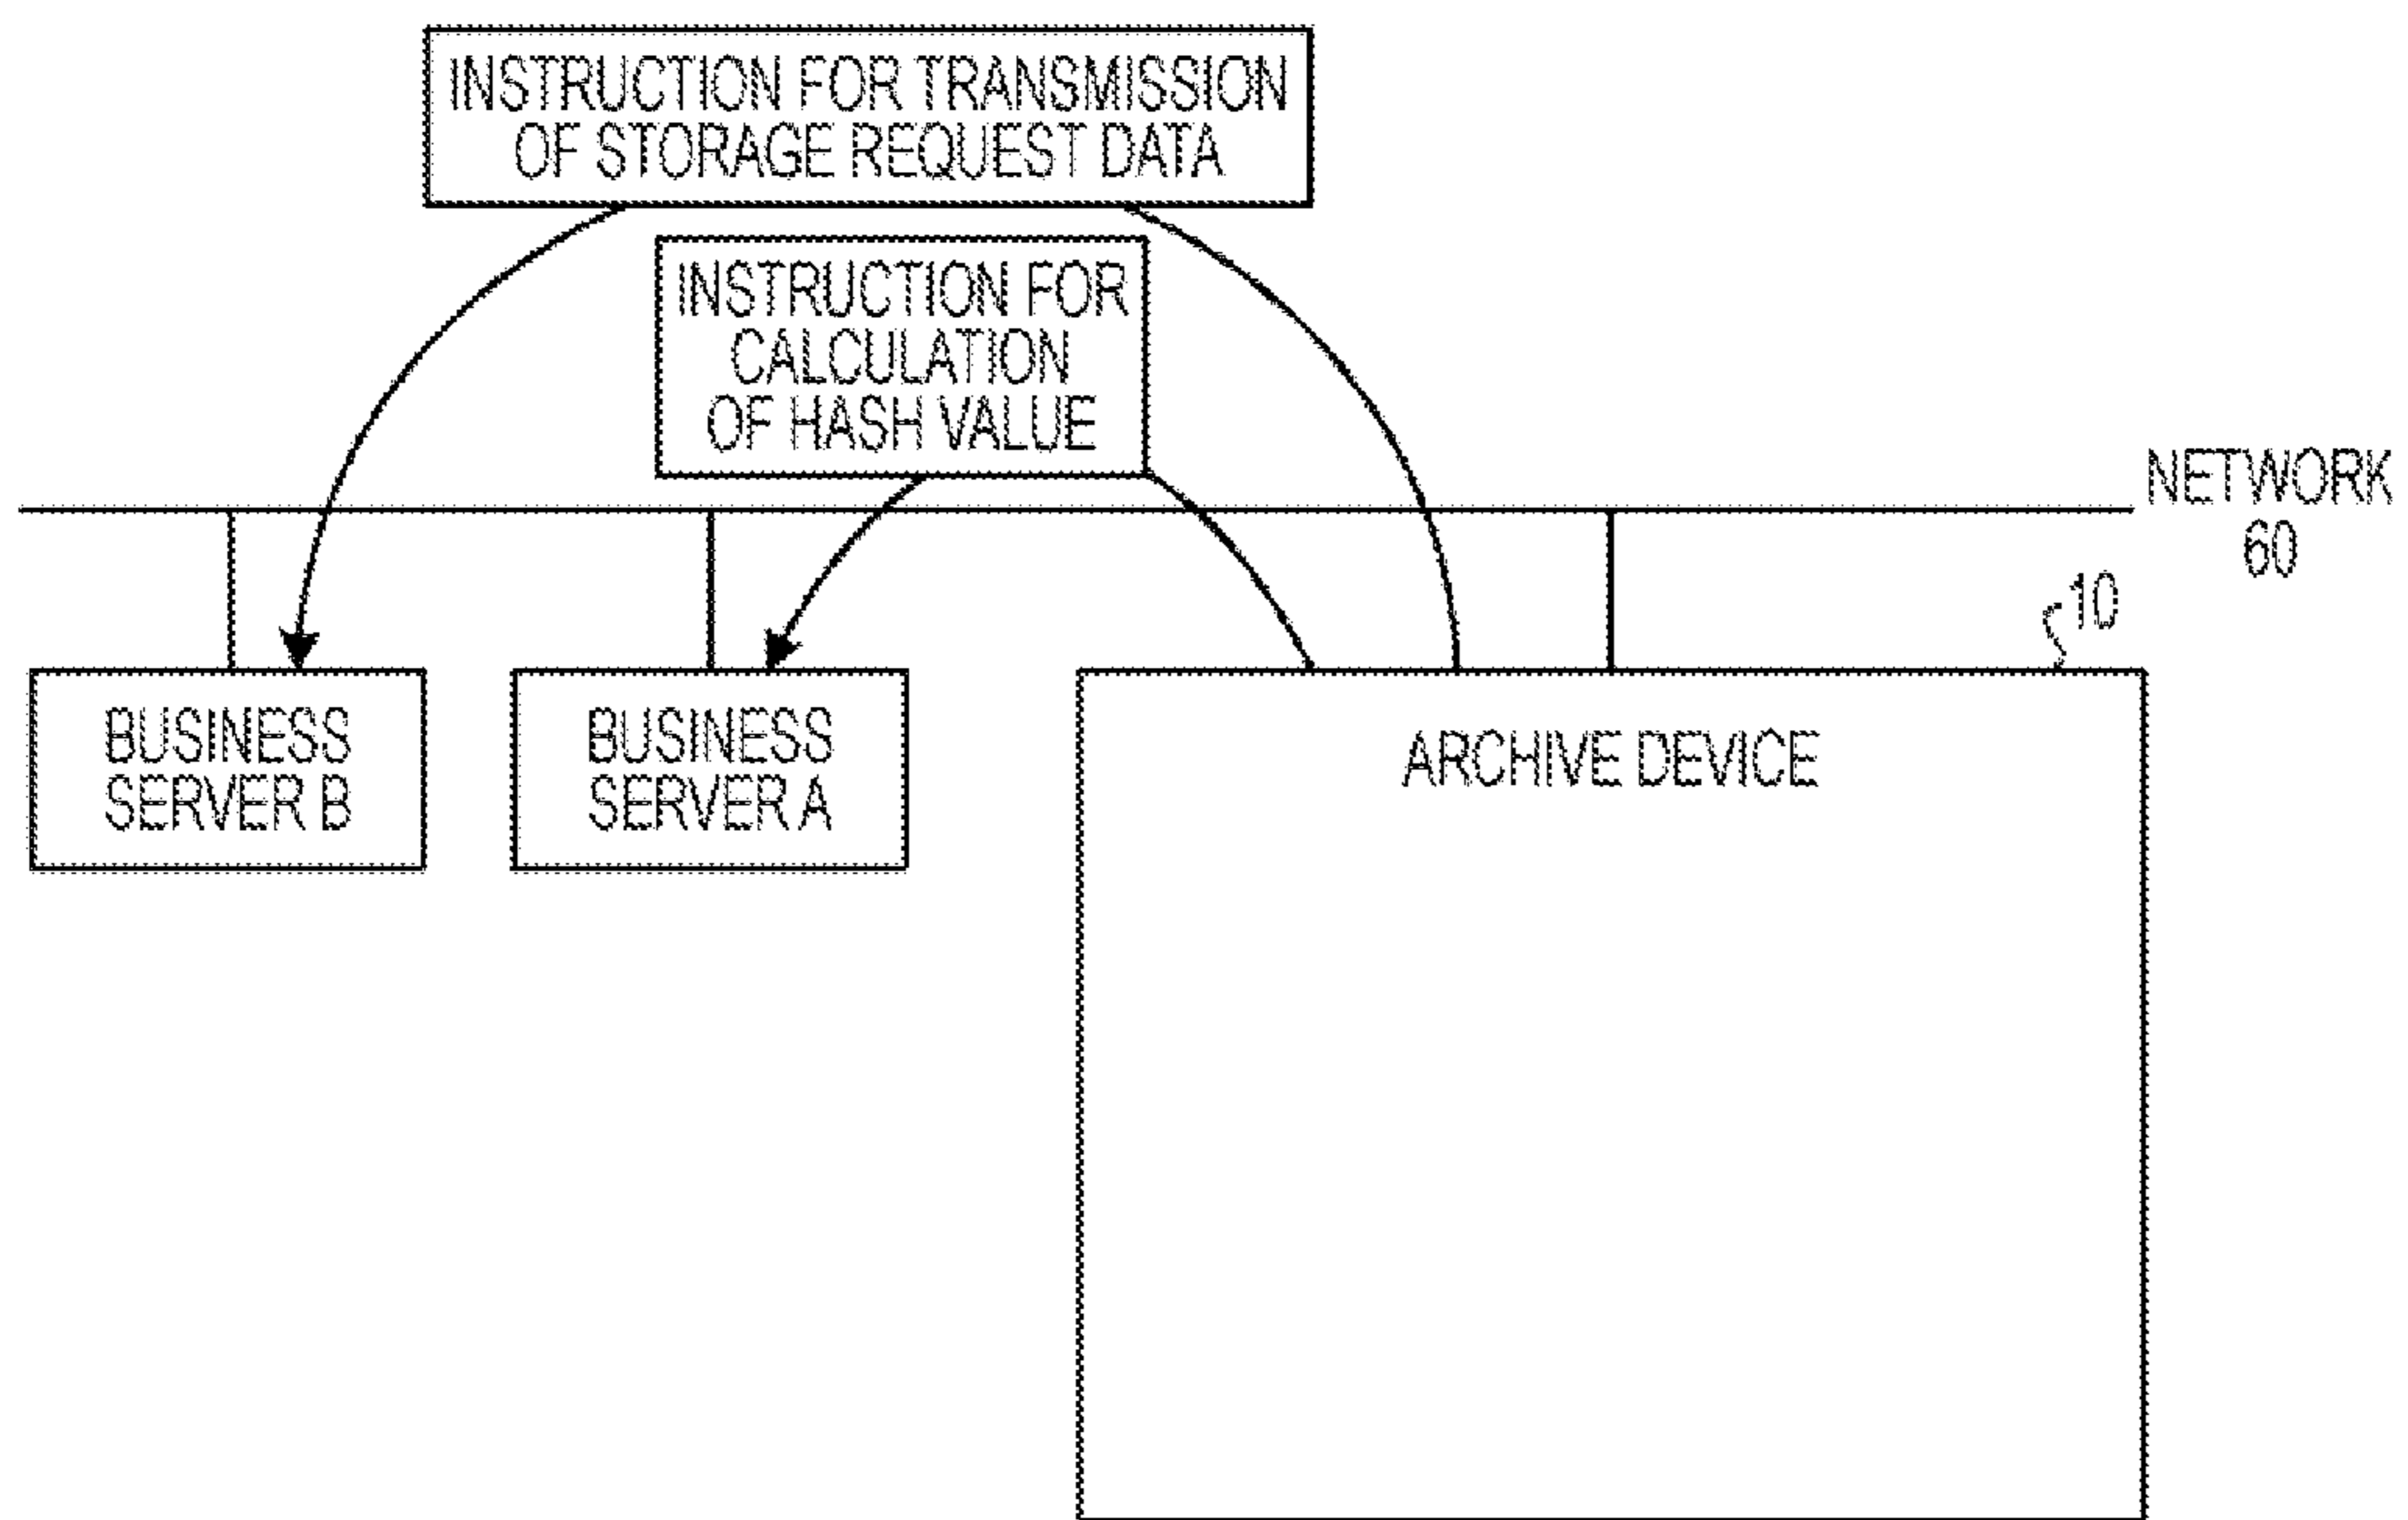 INSTRUCTION FOR TRANSMISSION
OF STORAGE REQUEST DATA
INSTRUCTION FOR
CALCULATION
OF HASH VALUE
NETWORK
60
10
BUSINESS
SERVER B
BUSINESS
SERVER A
ARCHIVE DEVICE